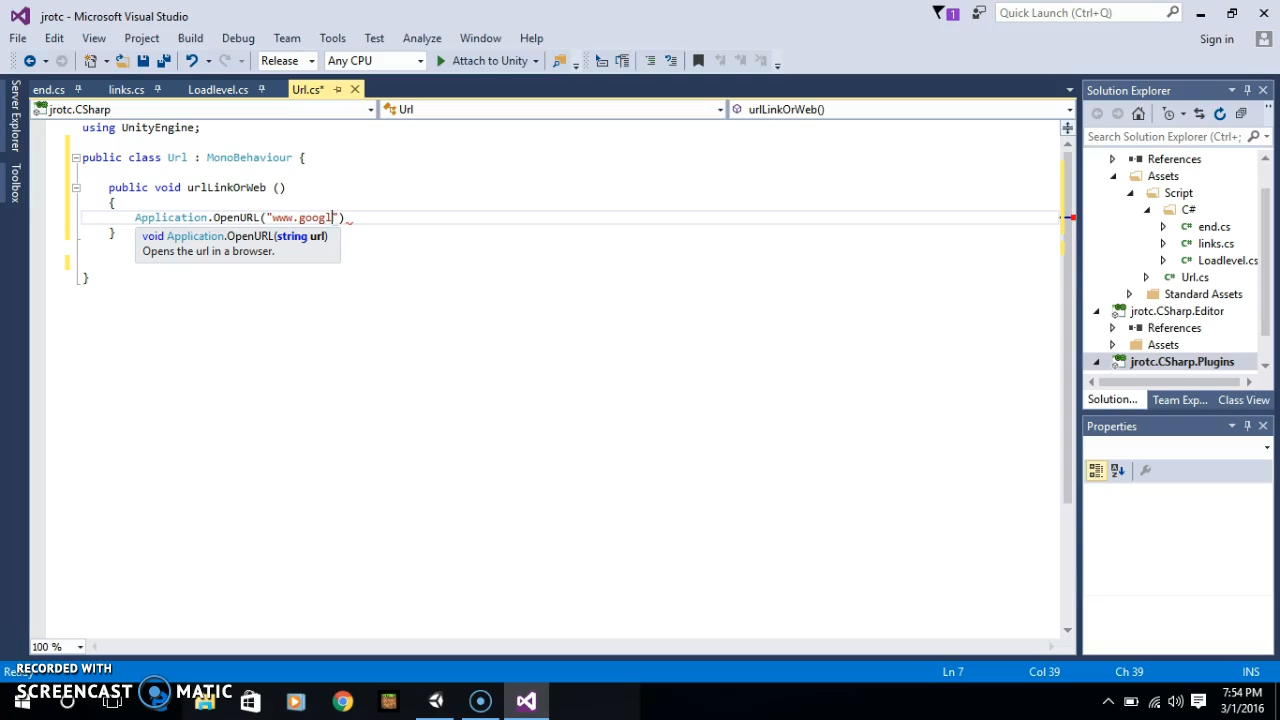 jrotc - Microsoft Visual Studio
1
Quick Launch (Ctrl+Q)
File Edit View Project Build Debug Team Tools Test Analyze Window Help
Sign in
Release Any CPU Attach to Unity
Server Explorer
Toolbox
end.cs links.cs Loadlevel.cs Url.cs*
jrotc.CSharp Url urlLinkOrWeb()
using UnityEngine;
public class Url : MonoBehaviour {
public void urlLinkOrWeb ()
{
Application.OpenURL("www.googl")
}
void Application.OpenURL(string url)
Opens the url in a browser.
}
100 %
Solution Explorer
Search Solution Explorer (Ctrl+;)
References
Assets
Script
C#
C# end.cs
C# links.cs
C# Loadlevel.cs
C# Url.cs
Standard Assets
jrotc.CSharp.Editor
References
Assets
jrotc.CSharp.Plugins
Solution... Team Exp... Class View
Properties
Ln 7 Col 39 Ch 39 INS
RECORDED WITH
SCREENCAST MATIC
7:54 PM
3/1/2016